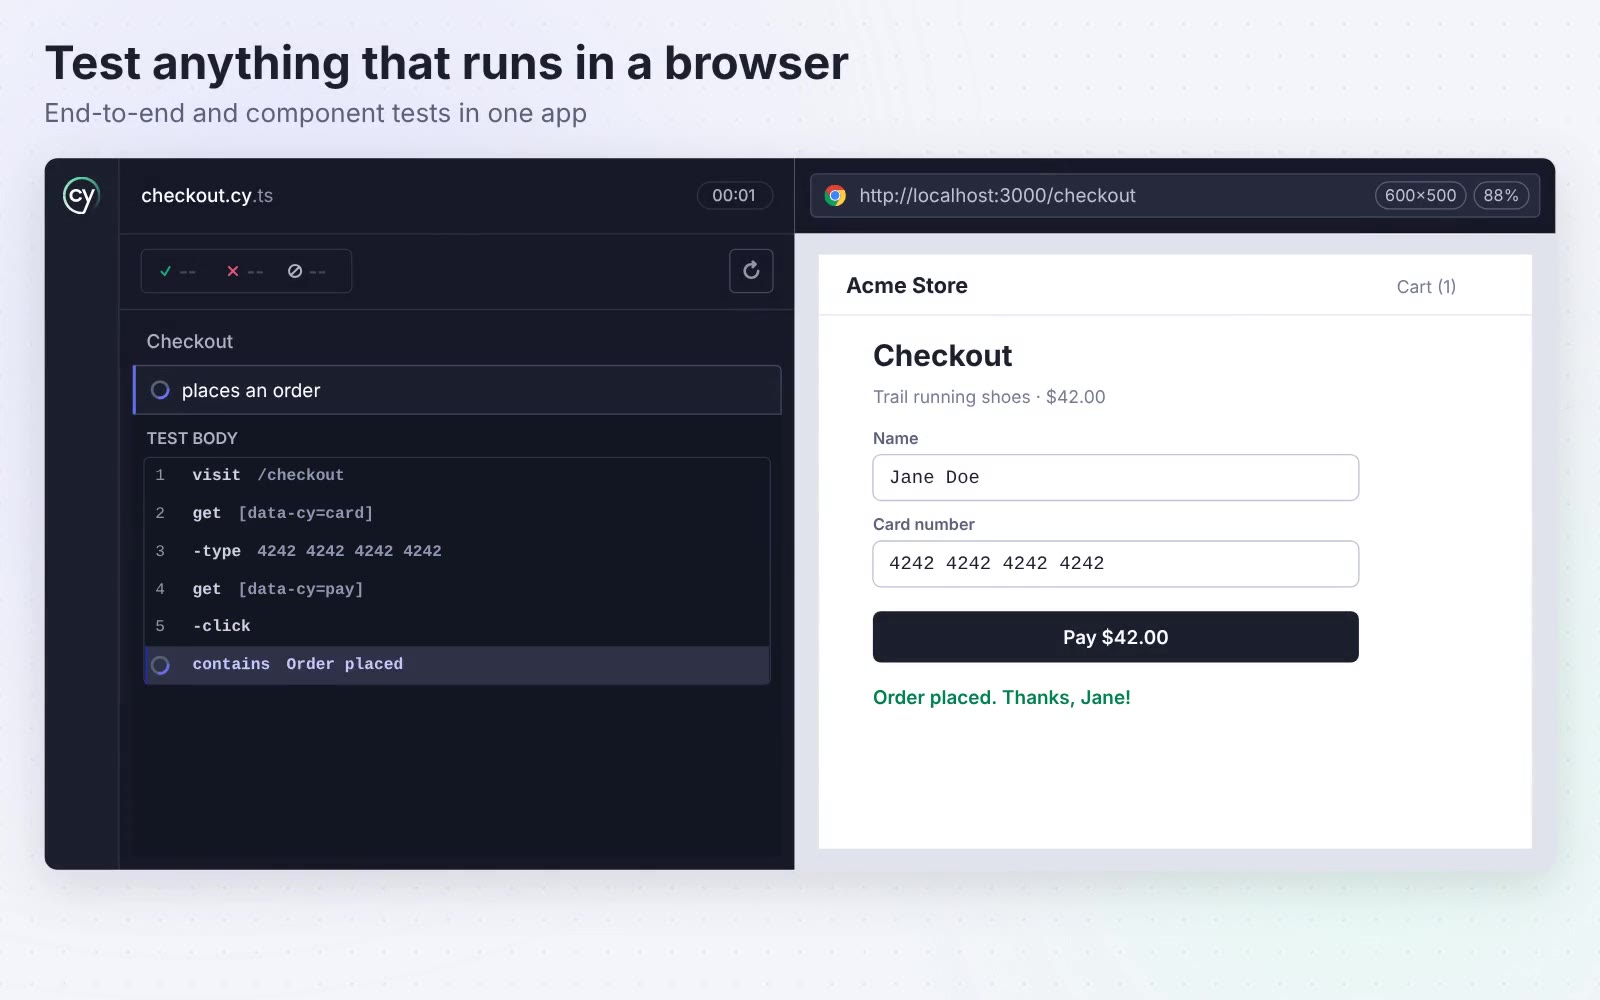 Test anything that runs in a browser
End-to-end and component tests in one app
cy
checkout.cy.ts
00:01
-- -- --
Checkout
places an order
TEST BODY
1 visit /checkout
2 get [data-cy=card]
3 -type 4242 4242 4242 4242
4 get [data-cy=pay]
5 -click
contains Order placed
http://localhost:3000/checkout
600×500
88%
Acme Store
Cart (1)
Checkout
Trail running shoes · $42.00
Name
Jane Doe
Card number
4242 4242 4242 4242
Pay $42.00
Order placed. Thanks, Jane!